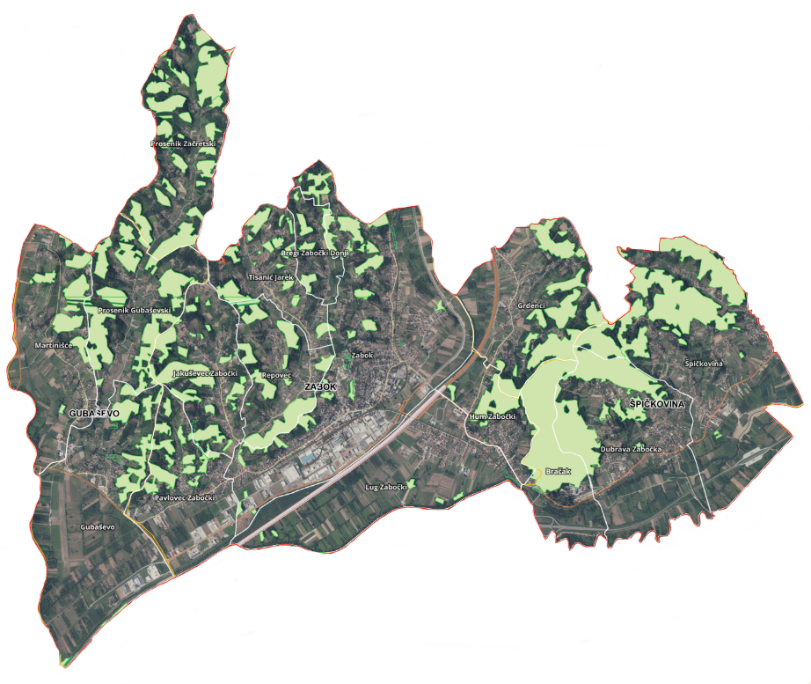 Prosenik Začretski
Bregi Zabočki Donji
Tisanić Jarek
Grdenci
Prosenik Gubaševski
Martinišće
Zabok
Špičkovina
Jakuševec Zabočki
Repovec
ZABOK
ŠPIČKOVINA
GUBAŠEVO
Hum Zabočki
Dubrava Zabočka
Bračak
Lug Zabočki
Pavlovec Zabočki
Gubaševo